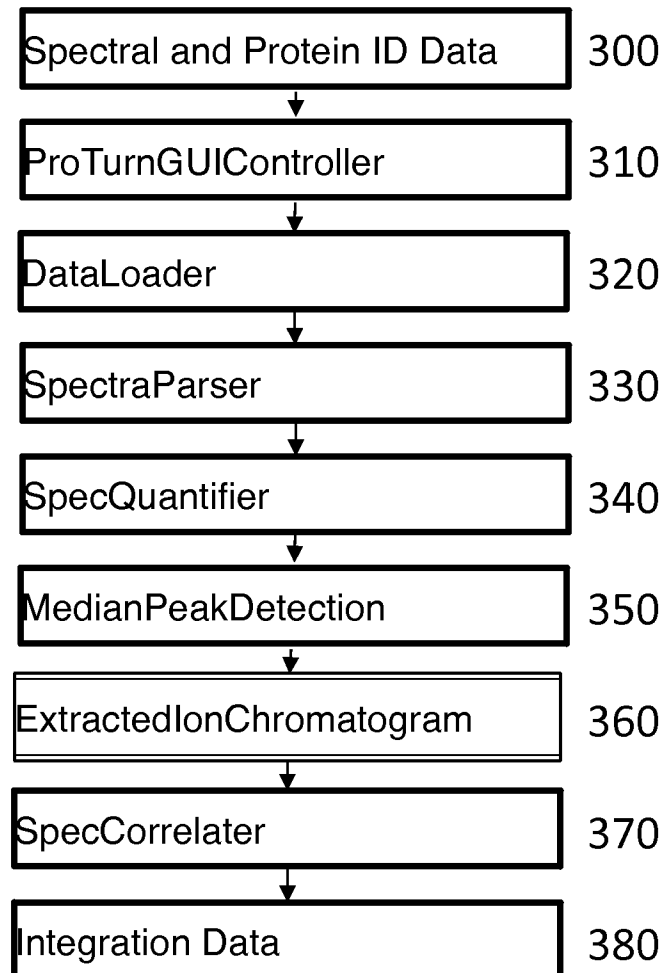 Spectral and Protein ID Data 300
ProTurnGUIController 310
DataLoader 320
SpectraParser 330
SpecQuantifier 340
MedianPeakDetection 350
ExtractedIonChromatogram 360
SpecCorrelater 370
Integration Data 380